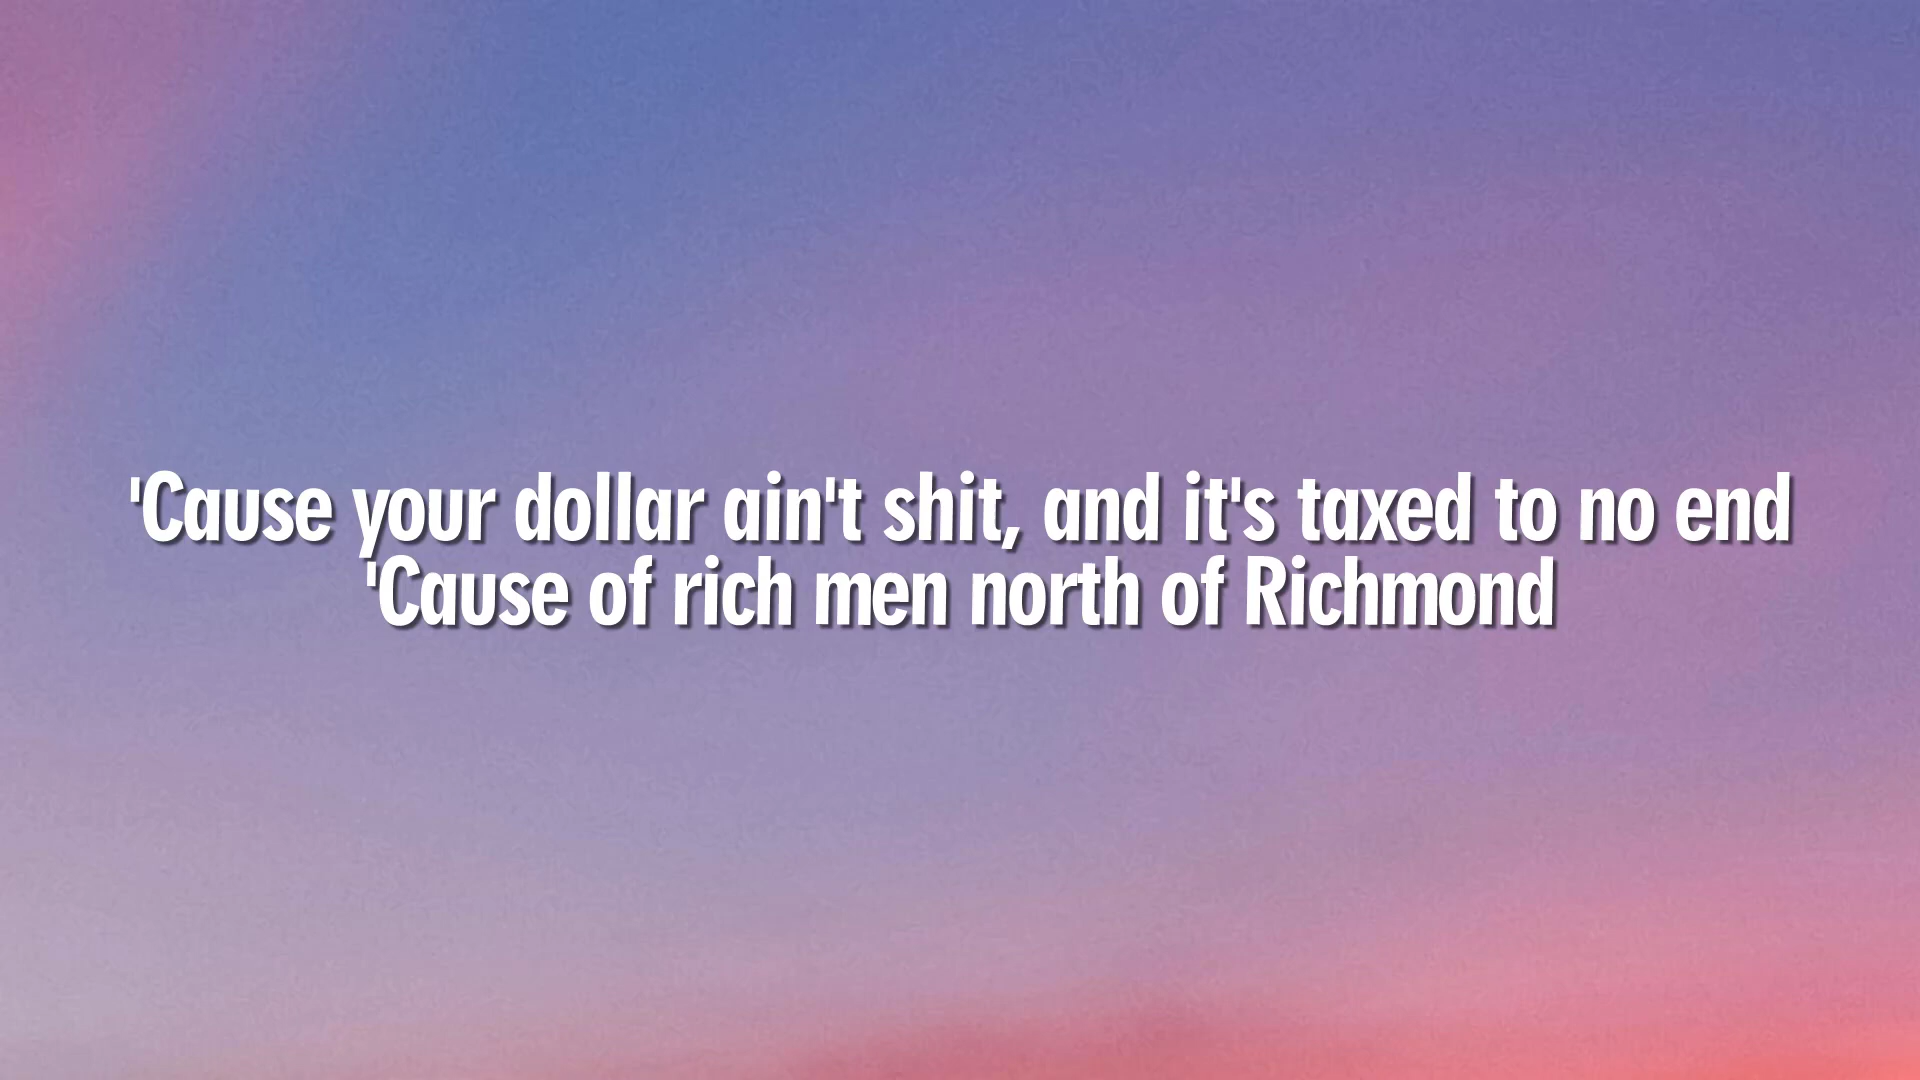 'Cause your dollar ain't shit, and it's taxed to no end
'Cause of rich men north of Richmond